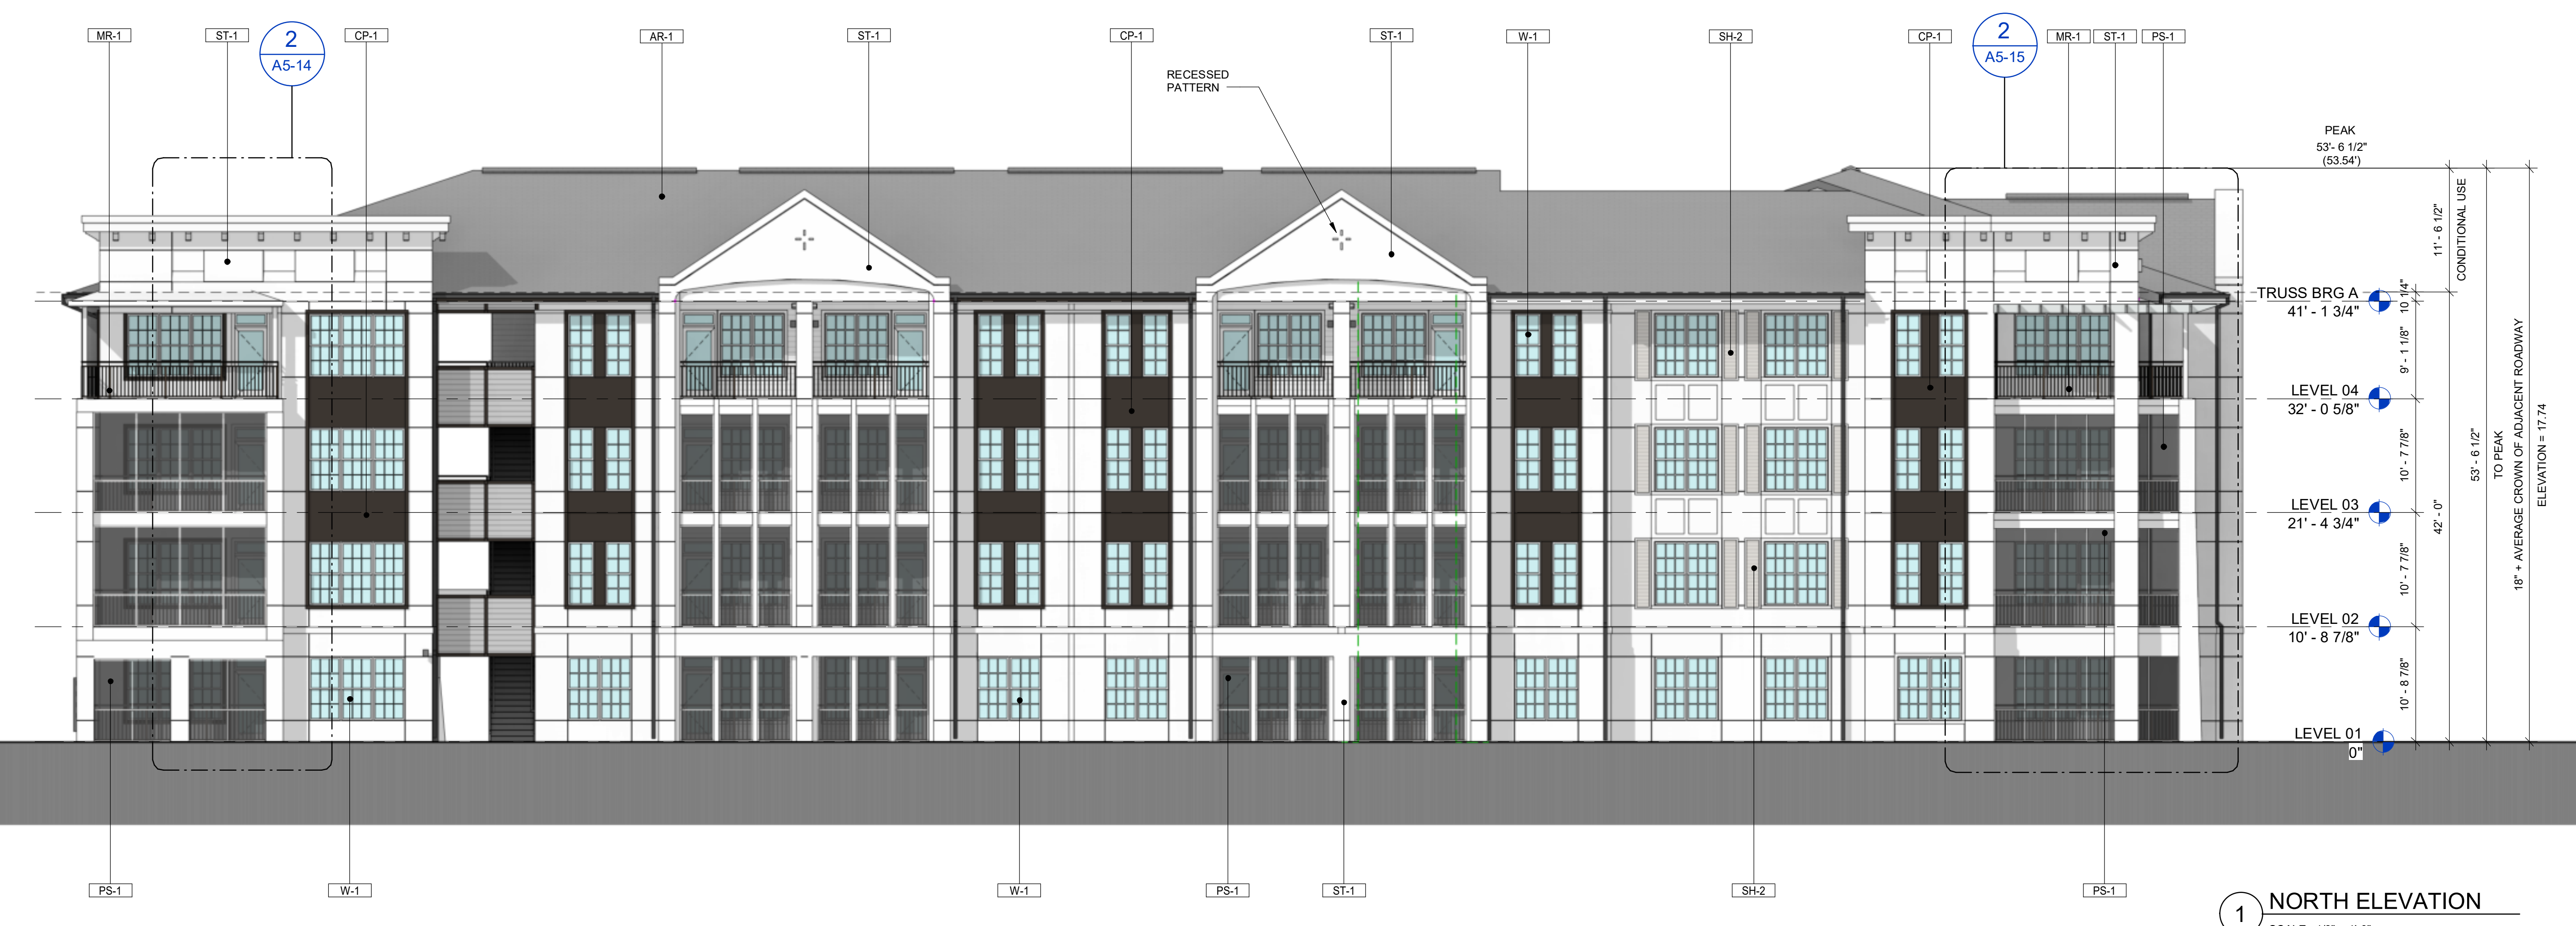 MR-1
ST-1
2
A5-14
CP-1
AR-1
ST-1
CP-1
RECESSED
PATTERN
ST-1
W-1
SH-2
CP-1
2
A5-15
MR-1
ST-1
PS-1
PEAK
53'- 6 1/2"
(53.54')
11' - 6 1/2"
CONDITIONAL USE
TRUSS BRG A
41' - 1 3/4"
10 1/4"
9' - 1 1/8"
LEVEL 04
32' - 0 5/8"
10' - 7 7/8"
LEVEL 03
21' - 4 3/4"
10' - 7 7/8"
LEVEL 02
10' - 8 7/8"
10' - 8 7/8"
LEVEL 01
0"
42' - 0"
53' - 6 1/2"
TO PEAK
18" + AVERAGE CROWN OF ADJACENT ROADWAY
ELEVATION = 17.74
PS-1
W-1
W-1
PS-1
ST-1
SH-2
PS-1
1
NORTH ELEVATION